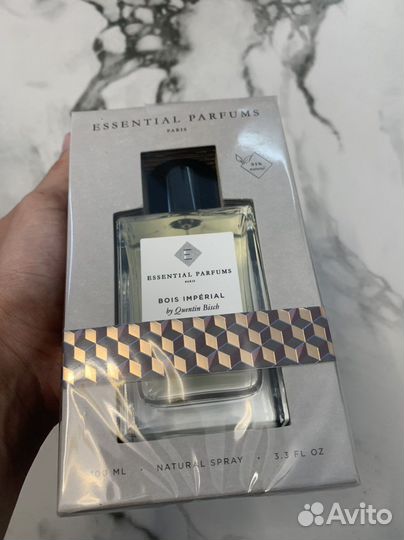 ESSENTIAL PARFUMS
PARIS
natural
E
ESSENTIAL PARFUMS
PARIS
BOIS IMPÉRIAL
by Quentin Bisch
100 ML • NATURAL SPRAY • 3.3 FL OZ
Avito